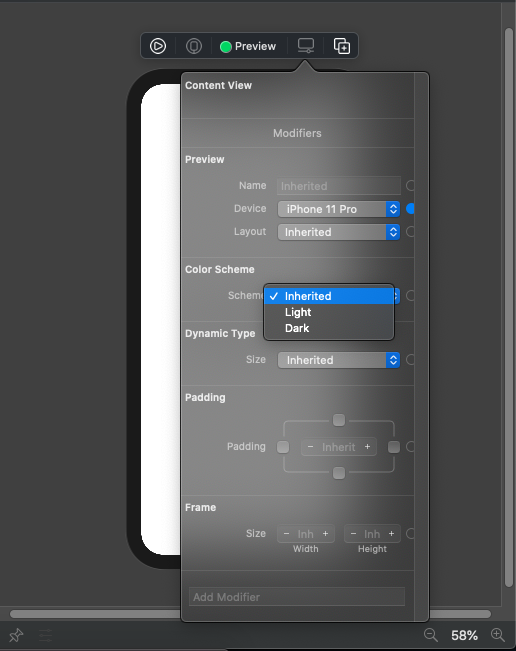 Preview
Content View
Modifiers
Preview
Name Inherited
Device iPhone 11 Pro
Layout Inherited
Color Scheme
Scheme Inherited
Light
Dark
Dynamic Type
Size Inherited
Padding
Padding − Inherit +
Frame
Size − Inh + − Inh +
Width Height
Add Modifier
58%